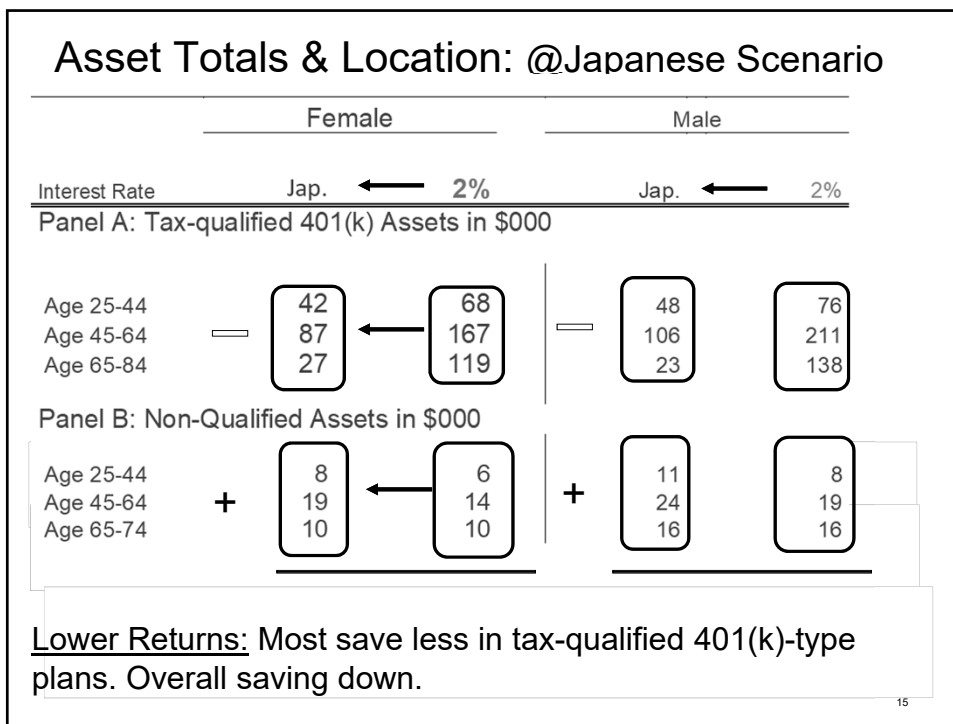 Asset Totals & Location: @Japanese Scenario
Female Male
Interest Rate Jap. 2% Jap. 2%
Panel A: Tax-qualified 401(k) Assets in $000
Age 25-44 42 68 48 76
Age 45-64 87 167 106 211
Age 65-84 27 119 23 138
Panel B: Non-Qualified Assets in $000
Age 25-44 8 6 11 8
Age 45-64 + 19 14 + 24 19
Age 65-74 10 10 16 16
Lower Returns: Most save less in tax-qualified 401(k)-type
plans. Overall saving down.
15